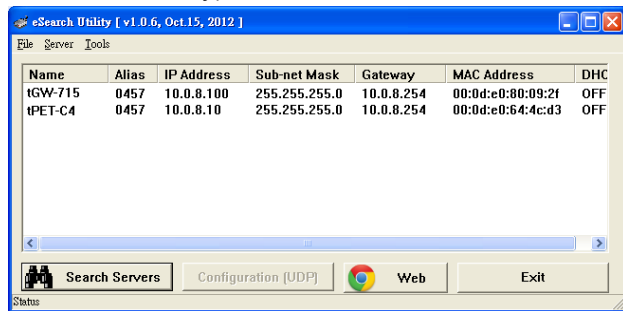 eSearch Utility [ v1.0.6, Oct.15, 2012 ]
File Server Tools
Name Alias IP Address Sub-net Mask Gateway MAC Address DHC
tGW-715 0457 10.0.8.100 255.255.255.0 10.0.8.254 00:0d:e0:80:09:2f OFF
tPET-C4 0457 10.0.8.10 255.255.255.0 10.0.8.254 00:0d:e0:64:4c:d3 OFF
Search Servers Configuration (UDP) Web Exit
Status